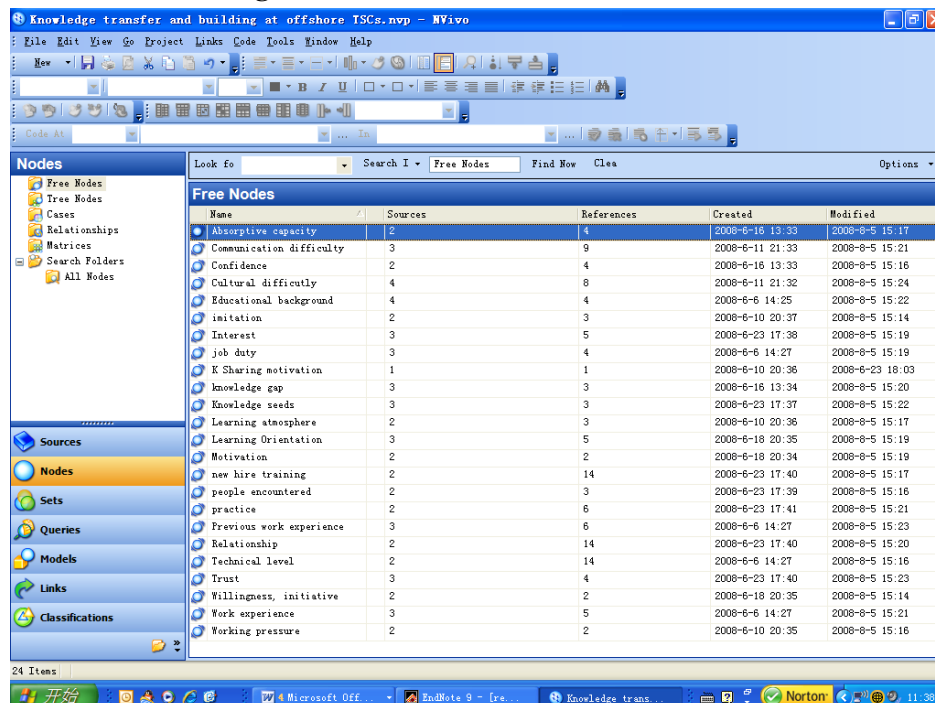 Knowledge transfer and building at offshore TSCs.nvp - NVivo
File Edit View Go Project Links Code Tools Window Help
New
B I U
Code At ... In ...
Nodes
Free Nodes
Tree Nodes
Cases
Relationships
Matrices
Search Folders
All Nodes
Sources
Nodes
Sets
Queries
Models
Links
Classifications
Look fo Search I Free Nodes Find Now Clea Options
Free Nodes
Name Sources References Created Modified
Absorptive capacity 2 4 2008-6-16 13:33 2008-8-5 15:17
Communication difficulty 3 9 2008-6-11 21:33 2008-8-5 15:21
Confidence 2 4 2008-6-16 13:33 2008-8-5 15:16
Cultural difficutly 4 8 2008-6-11 21:32 2008-8-5 15:24
Educational background 4 4 2008-6-6 14:25 2008-8-5 15:22
imitation 2 3 2008-6-10 20:37 2008-8-5 15:14
Interest 3 5 2008-6-23 17:38 2008-8-5 15:19
job duty 3 4 2008-6-6 14:27 2008-8-5 15:19
K Sharing motivation 1 1 2008-6-10 20:36 2008-6-23 18:03
knowledge gap 3 3 2008-6-16 13:34 2008-8-5 15:20
Knowledge seeds 3 3 2008-6-23 17:37 2008-8-5 15:22
Learning atmosphere 2 3 2008-6-10 20:36 2008-8-5 15:17
Learning Orientation 3 5 2008-6-18 20:35 2008-8-5 15:19
Motivation 2 2 2008-6-18 20:34 2008-8-5 15:19
new hire training 2 14 2008-6-23 17:40 2008-8-5 15:17
people encountered 2 3 2008-6-23 17:39 2008-8-5 15:16
practice 2 6 2008-6-23 17:41 2008-8-5 15:21
Previous work experience 3 6 2008-6-6 14:27 2008-8-5 15:23
Relationship 2 14 2008-6-23 17:40 2008-8-5 15:20
Technical level 2 14 2008-6-6 14:27 2008-8-5 15:16
Trust 3 4 2008-6-23 17:40 2008-8-5 15:23
Willingness, initiative 2 2 2008-6-18 20:35 2008-8-5 15:14
Work experience 3 5 2008-6-6 14:27 2008-8-5 15:21
Working pressure 2 2 2008-6-10 20:35 2008-8-5 15:16
24 Items
开始 4 Microsoft Off... EndNote 9 - [re... Knowledge trans... Norton 11:38